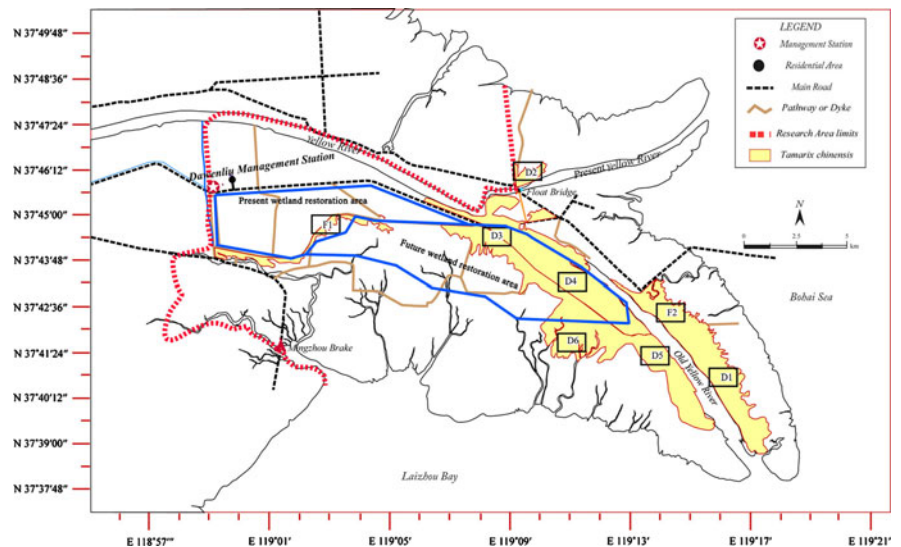 N 37°49'48"
N 37°48'36"
N 37°47'24"
N 37°46'12"
N 37°45'00"
N 37°43'48"
N 37°42'36"
N 37°41'24"
N 37°40'12"
N 37°39'00"
N 37°37'48"
LEGEND
Management Station
Residential Area
Main Road
Pathway or Dyke
Research Area limits
Tamarix chinensis
N
0 2.5 5 km
Yellow River
Present yellow River
Dawenliu Management Station
D2
Float Bridge
Present wetland restoration area
F1
D3
Future wetland restoration area
D4
Bohai Sea
F2
D6
D5
Old Yellow River
D1
Mingzhou Brake
Laizhou Bay
E 118°57'"
E 119°01
E 119°05
E 119°09
E 119°13
E 119°17
E 119°21